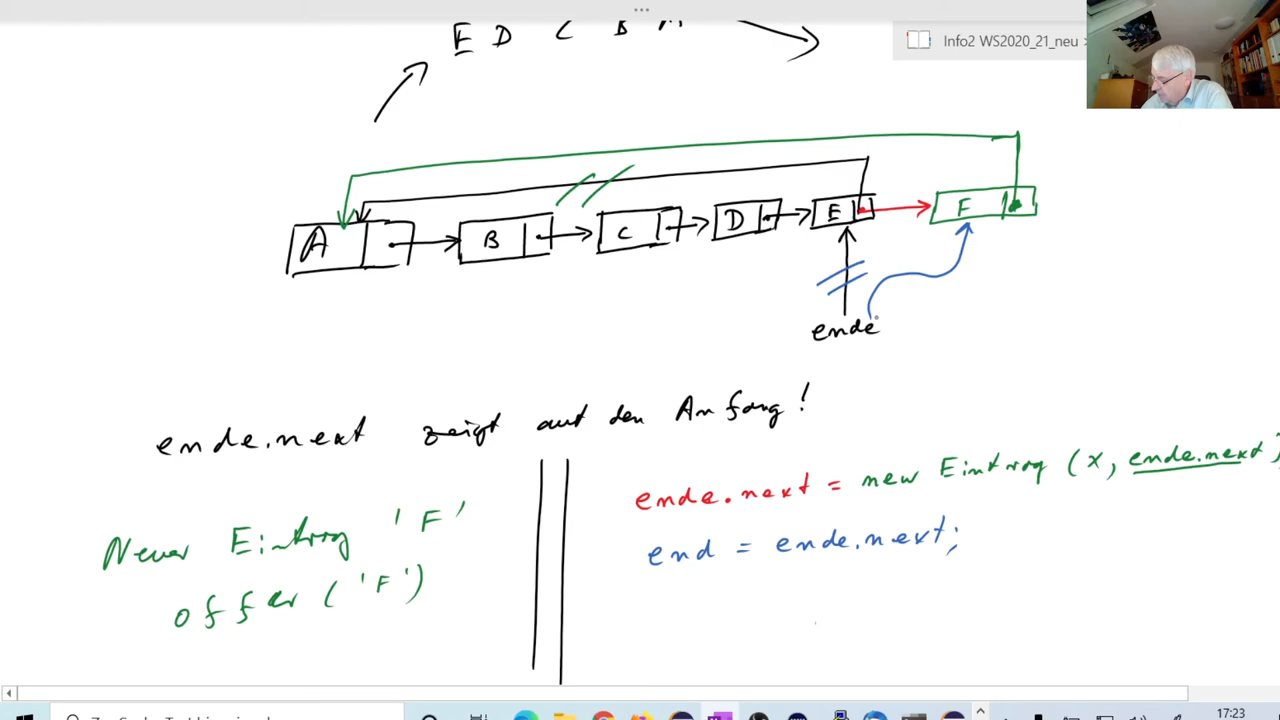 E D C B A
Info2 WS2020_21_neu
A B C D E F
ende
ende.next zeigt auf den Anfang!
ende.next = new Eintrag (x, ende.next)
end = ende.next;
Neuer Eintrag 'F'
offer ('F')
17:23